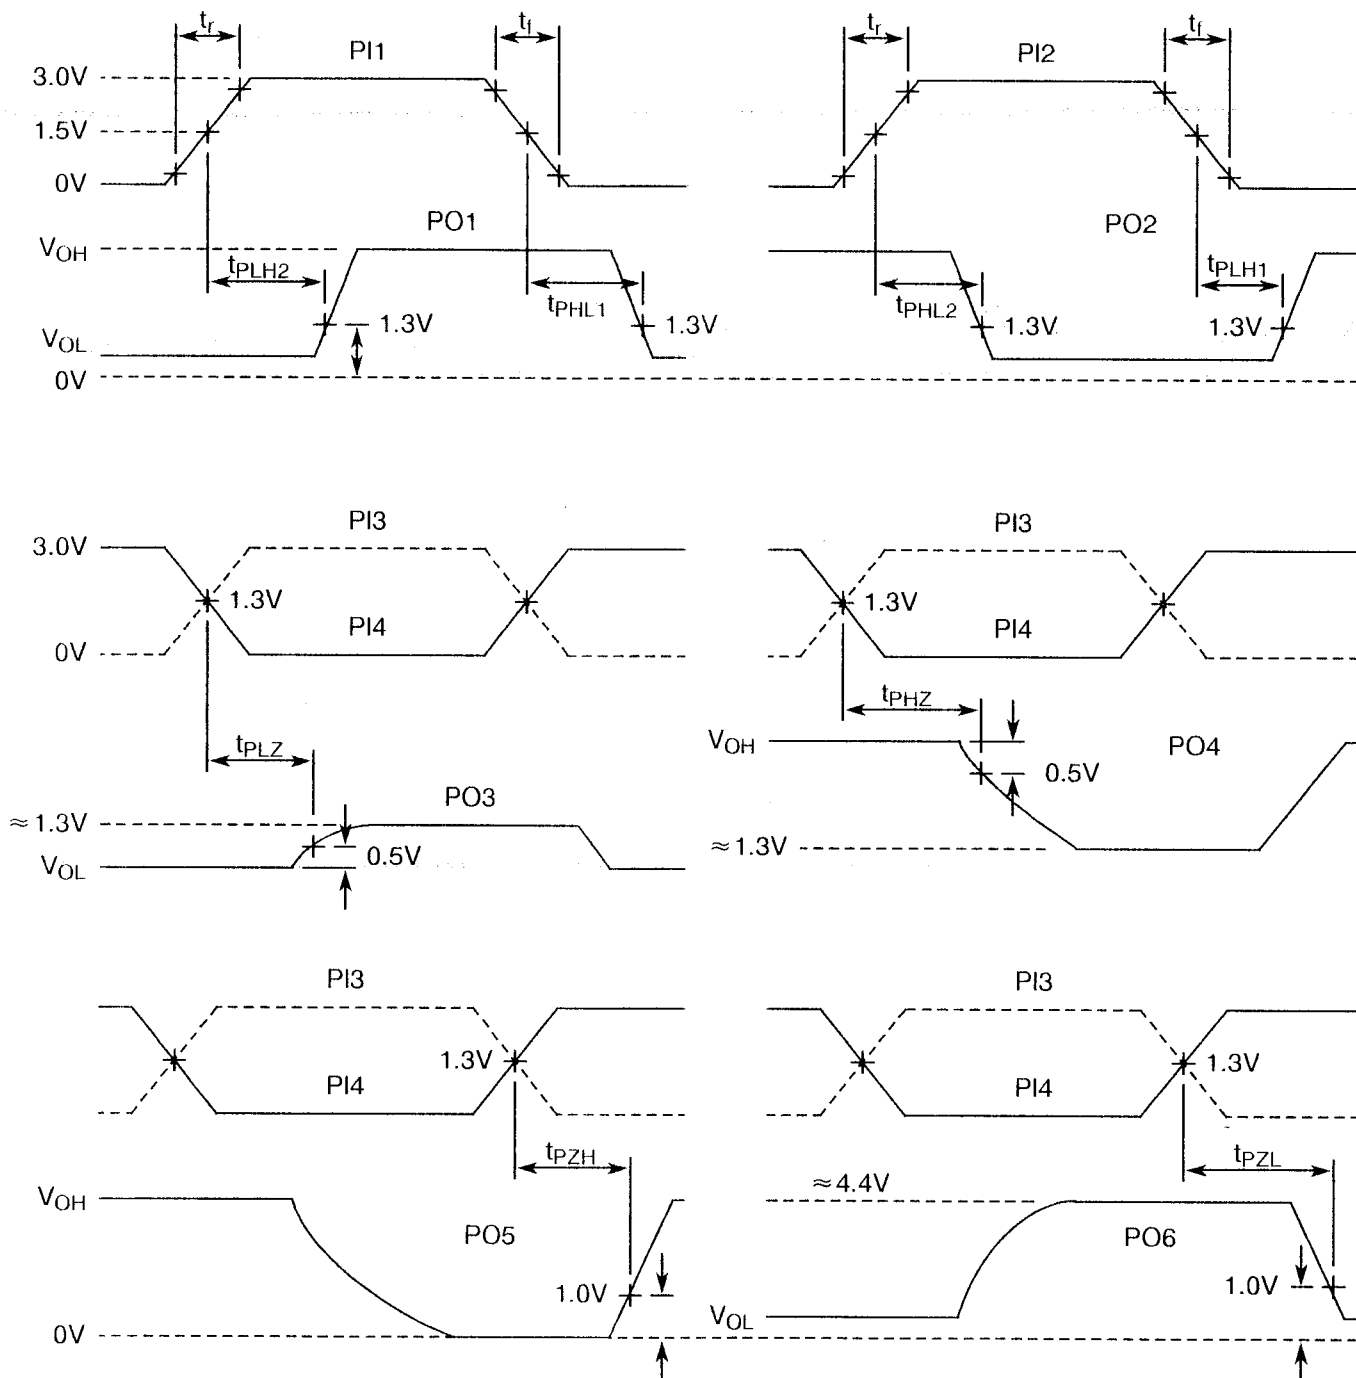 tr tf tr tf
PI1 PI2
3.0V
1.5V
0V
PO1 PO2
VOH
tPLH2 tPHL1 tPHL2 tPLH1
1.3V 1.3V 1.3V 1.3V
VOL
0V
PI3 PI3
3.0V
1.3V 1.3V
PI4 PI4
0V
tPHZ
tPLZ VOH PO4
0.5V
PO3
≈1.3V
0.5V ≈1.3V
VOL
PI3 PI3
1.3V 1.3V
PI4 PI4
tPZH tPZL
VOH ≈4.4V
PO5 PO6
1.0V 1.0V
VOL
0V